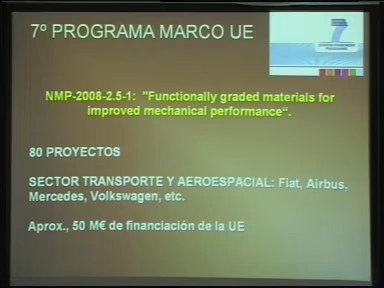 7º PROGRAMA MARCO UE
7
NMP-2008-2.5-1: "Functionally graded materials for
improved mechanical performance“.
80 PROYECTOS
SECTOR TRANSPORTE Y AEROESPACIAL: Fiat, Airbus,
Mercedes, Volkswagen, etc.
Aprox., 50 M€ de financiación de la UE